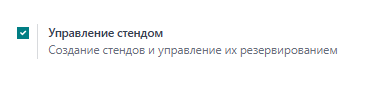 Управление стендом
Создание стендов и управление их резервированием